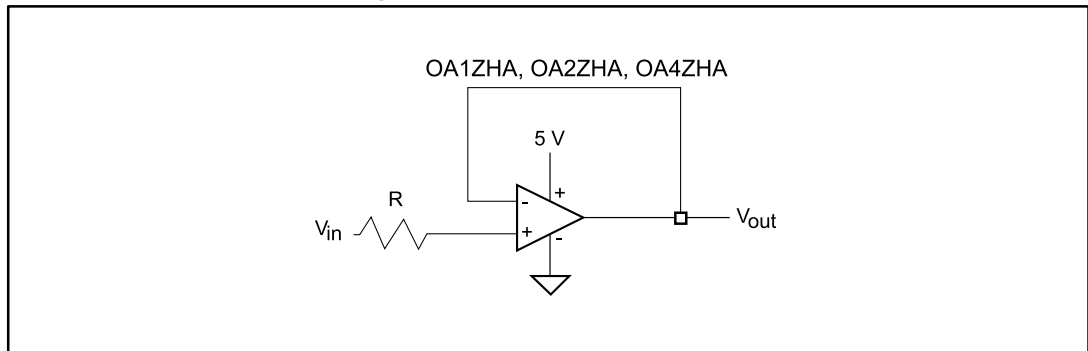 OA1ZHA, OA2ZHA, OA4ZHA
5 V
+
R
-
Vin
+
-
Vout